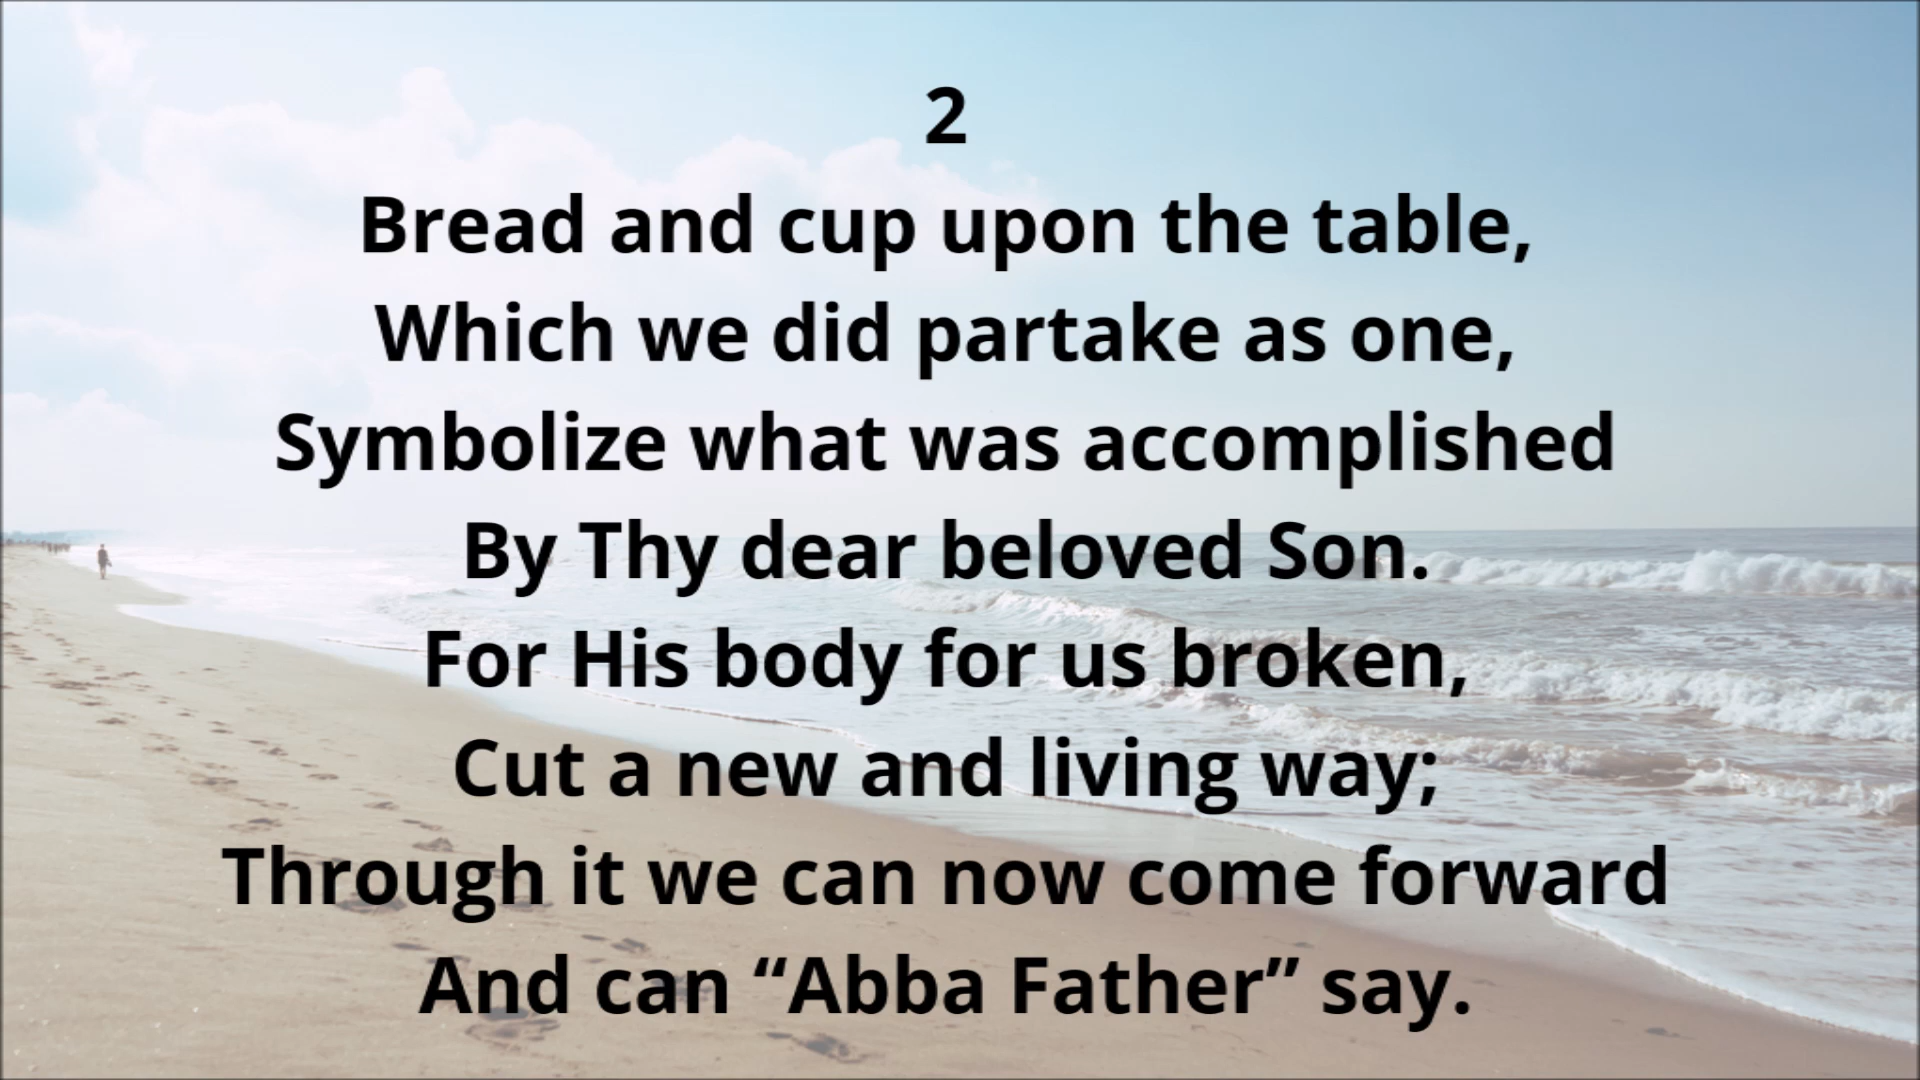 2
Bread and cup upon the table,
Which we did partake as one,
Symbolize what was accomplished
By Thy dear beloved Son.
For His body for us broken,
Cut a new and living way;
Through it we can now come forward
And can “Abba Father” say.